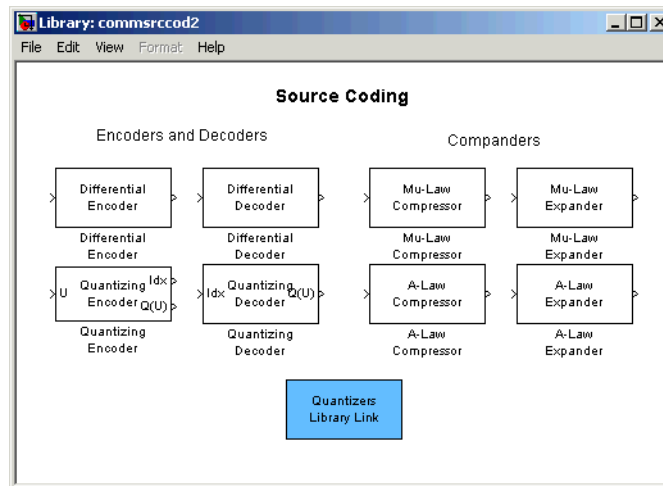 Library: commsrccod2
File Edit View Format Help
Source Coding
Encoders and Decoders
Companders
Differential
Encoder
Differential
Encoder
Differential
Decoder
Differential
Decoder
Mu-Law
Compressor
Mu-Law
Compressor
Mu-Law
Expander
Mu-Law
Expander
U
Quantizing
Encoder
Idx
Q(U)
Quantizing
Encoder
Idx
Quantizing
Decoder
Q(U)
Quantizing
Decoder
A-Law
Compressor
A-Law
Compressor
A-Law
Expander
A-Law
Expander
Quantizers
Library Link